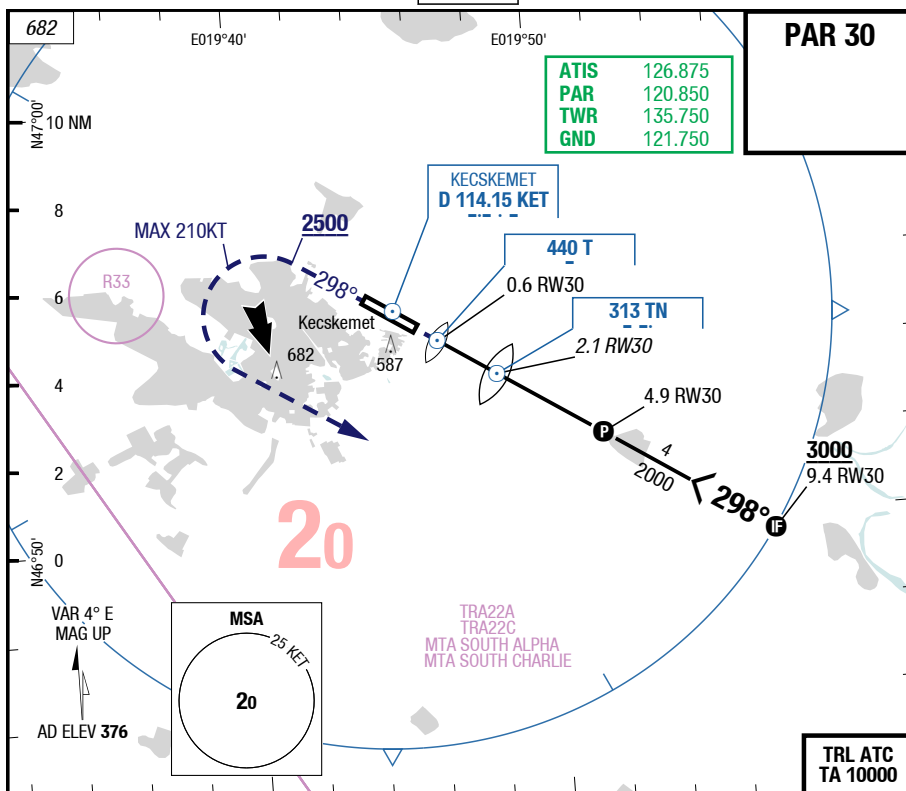 682
E019°40'
E019°50'
PAR 30
ATIS 126.875
PAR 120.850
TWR 135.750
GND 121.750
N47°00'
10 NM
8
6
4
2
0
N46°50'
KECSKEMET
D 114.15 KET
440 T
0.6 RW30
313 TN
2.1 RW30
4.9 RW30
3000
9.4 RW30
MAX 210KT
2500
298°
R33
Kecskemet
682
587
P
4
2000
298°
IF
20
TRA22A
TRA22C
MTA SOUTH ALPHA
MTA SOUTH CHARLIE
VAR 4° E
MAG UP
AD ELEV 376
MSA
25 KET
20
TRL ATC
TA 10000